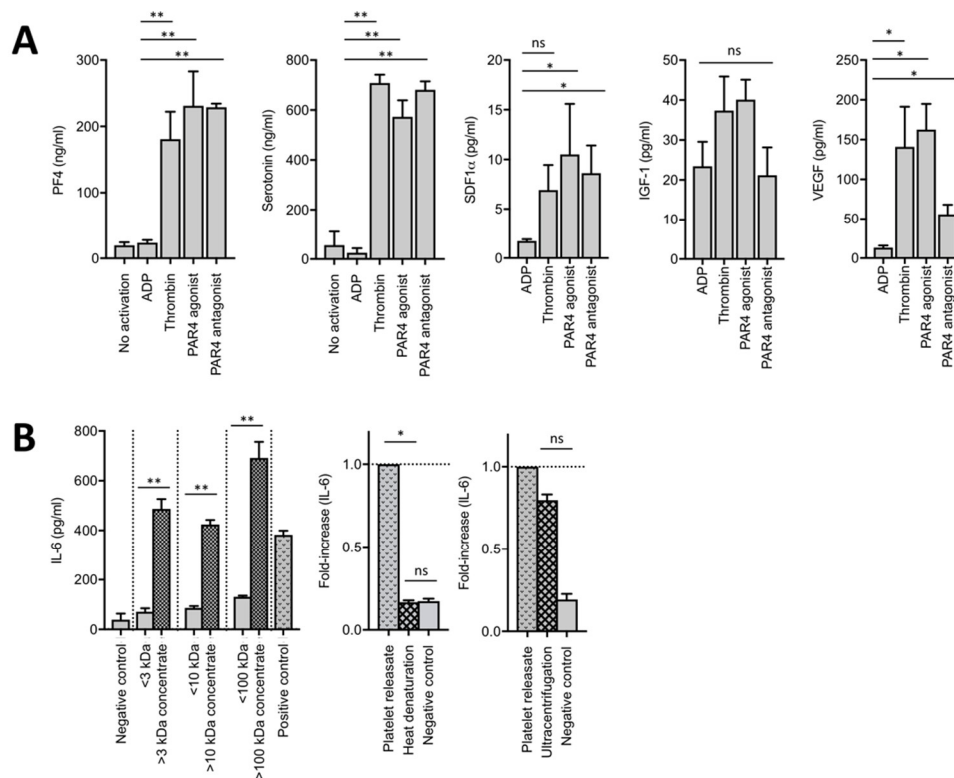 A
**
**
**
PF4 (ng/ml)
300
200
100
0
No activation
ADP
Thrombin
PAR4 agonist
PAR4 antagonist
**
**
**
Serotonin (ng/ml)
800
600
400
200
0
No activation
ADP
Thrombin
PAR4 agonist
PAR4 antagonist
ns
*
*
SDF1α (pg/ml)
20
15
10
5
0
ADP
Thrombin
PAR4 agonist
PAR4 antagonist
ns
IGF-1 (pg/ml)
50
40
30
20
10
0
ADP
Thrombin
PAR4 agonist
PAR4 antagonist
*
*
*
VEGF (pg/ml)
250
200
150
100
50
0
ADP
Thrombin
PAR4 agonist
PAR4 antagonist
B
**
**
**
IL-6 (pg/ml)
800
600
400
200
0
Negative control
<3 kDa
>3 kDa concentrate
<10 kDa
>10 kDa concentrate
<100 kDa
>100 kDa concentrate
Positive control
*
ns
Fold-increase (IL-6)
1.0
0.5
0.0
Platelet releasate
Heat denaturation
Negative control
ns
Fold-increase (IL-6)
1.0
0.5
0.0
Platelet releasate
Ultracentrifugation
Negative control